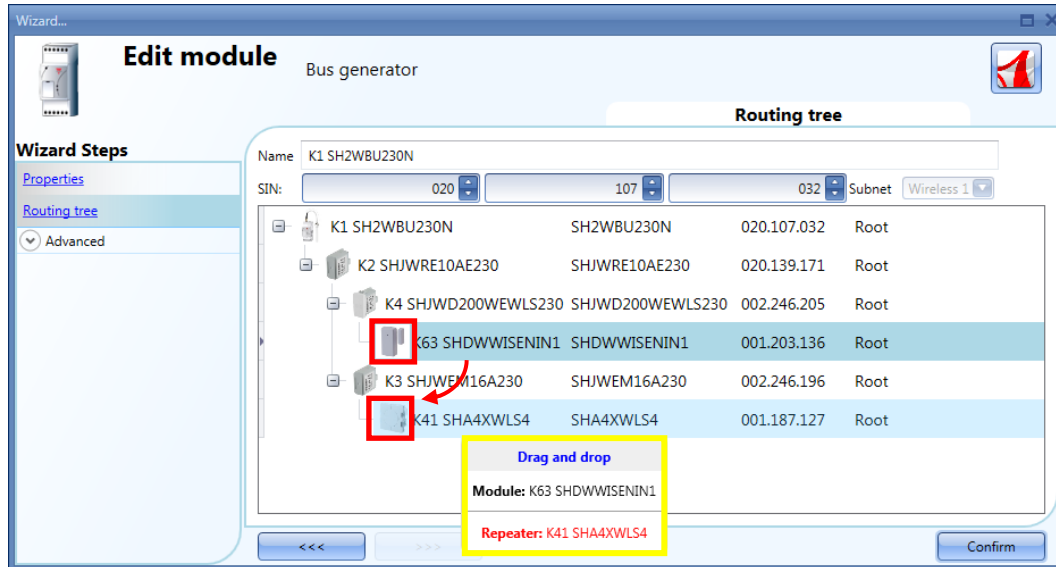 Wizard...
Edit module
Bus generator
Routing tree
Wizard Steps
Properties
Routing tree
Advanced
Name K1 SH2WBU230N
SIN: 020 107 032 Subnet Wireless 1
K1 SH2WBU230N SH2WBU230N 020.107.032 Root
K2 SHJWRE10AE230 SHJWRE10AE230 020.139.171 Root
K4 SHJWD200WEWLS230 SHJWD200WEWLS230 002.246.205 Root
K63 SHDWWISENIN1 SHDWWISENIN1 001.203.136 Root
K3 SHJWEM16A230 SHJWEM16A230 002.246.196 Root
K41 SHA4XWLS4 SHA4XWLS4 001.187.127 Root
Drag and drop
Module: K63 SHDWWISENIN1
Repeater: K41 SHA4XWLS4
<<< >>> Confirm